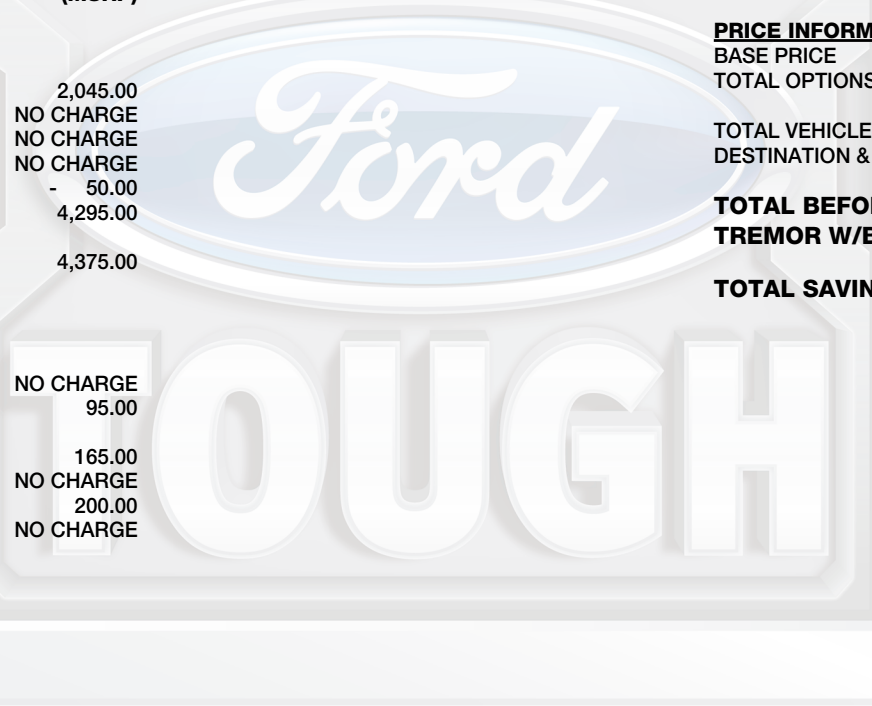 2,045.00
NO CHARGE
NO CHARGE
NO CHARGE
- 50.00
4,295.00
4,375.00
NO CHARGE
95.00
165.00
NO CHARGE
200.00
NO CHARGE
PRICE INFORM
BASE PRICE
TOTAL OPTIONS
TOTAL VEHICLE
DESTINATION &
TOTAL BEFO
TREMOR W/E
TOTAL SAVIN
Ford
TOUGH